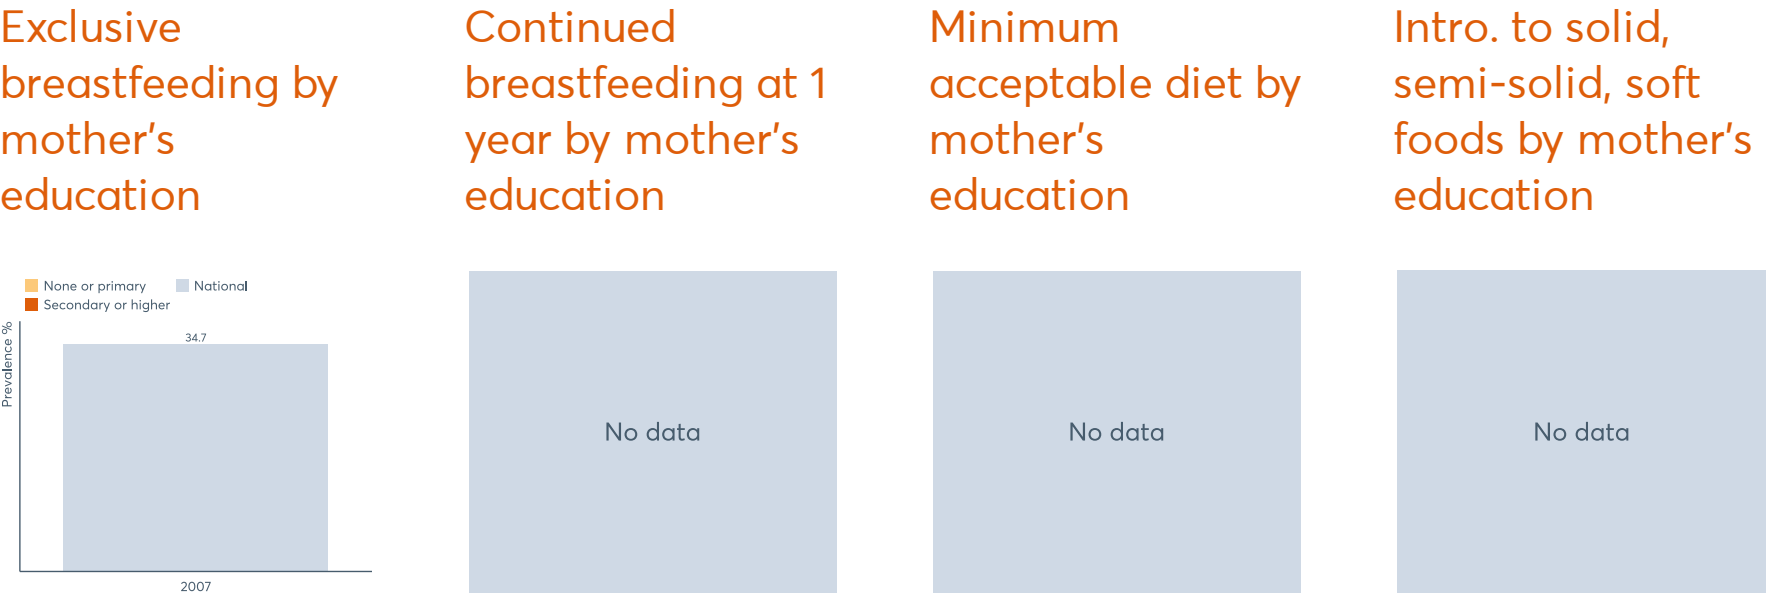 Exclusive
breastfeeding by
mother's
education
Continued
breastfeeding at 1
year by mother's
education
Minimum
acceptable diet by
mother's
education
Intro. to solid,
semi-solid, soft
foods by mother's
education
None or primary
National
Secondary or higher
Prevalence %
34.7
2007
No data
No data
No data